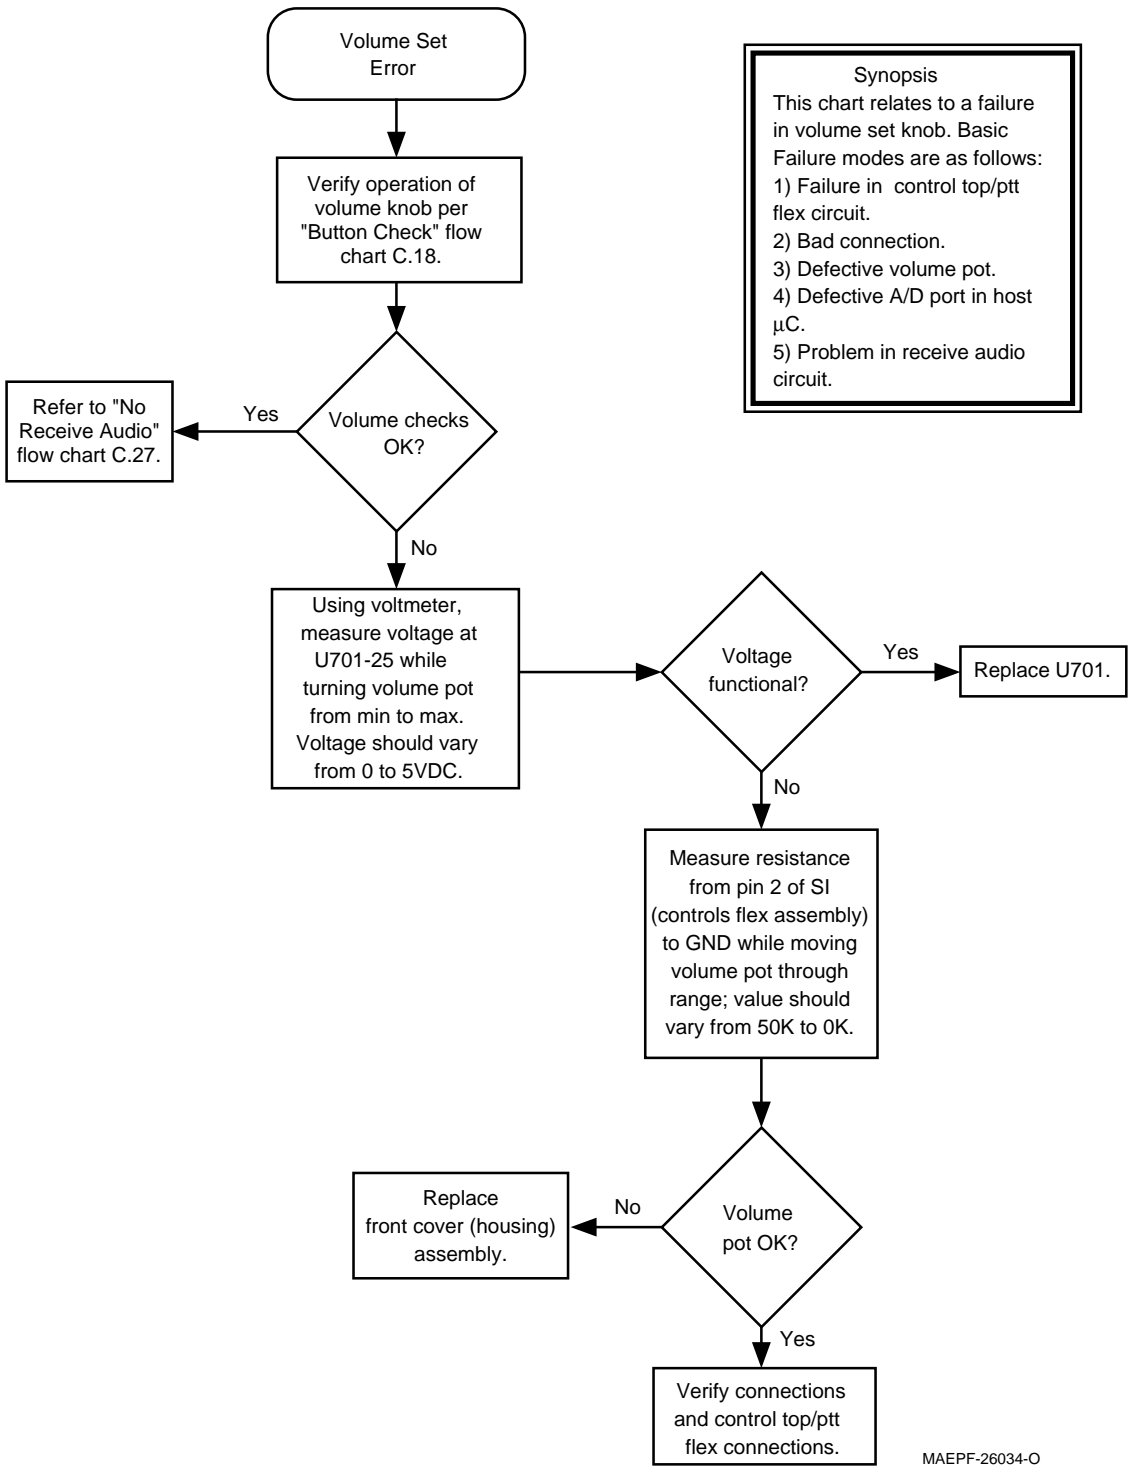 Volume Set
Error
Synopsis
This chart relates to a failure
in volume set knob. Basic
Failure modes are as follows:
1) Failure in control top/ptt
flex circuit.
2) Bad connection.
3) Defective volume pot.
4) Defective A/D port in host
µC.
5) Problem in receive audio
circuit.
Verify operation of
volume knob per
"Button Check" flow
chart C.18.
Volume checks
OK?
Yes
Refer to "No
Receive Audio"
flow chart C.27.
No
Using voltmeter,
measure voltage at
U701-25 while
turning volume pot
from min to max.
Voltage should vary
from 0 to 5VDC.
Voltage
functional?
Yes
Replace U701.
No
Measure resistance
from pin 2 of SI
(controls flex assembly)
to GND while moving
volume pot through
range; value should
vary from 50K to 0K.
Volume
pot OK?
No
Replace
front cover (housing)
assembly.
Yes
Verify connections
and control top/ptt
flex connections.
MAEPF-26034-O